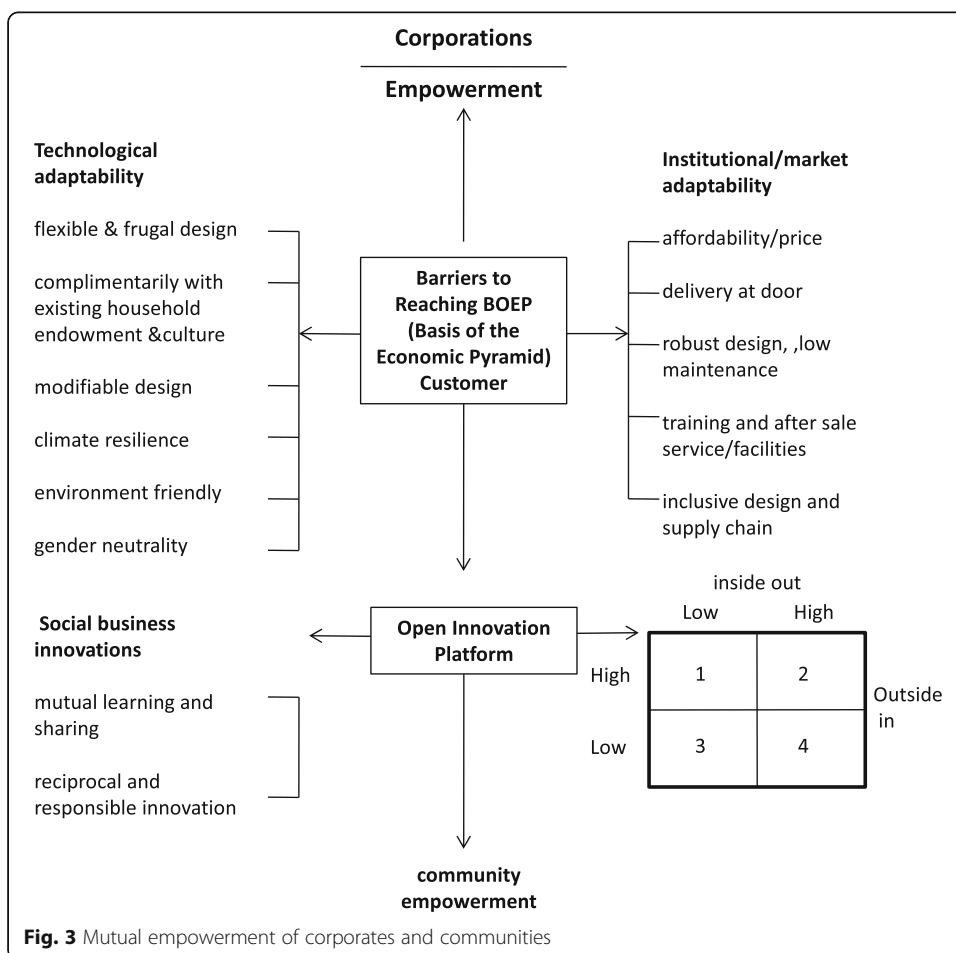 Corporations
Empowerment
Technological
adaptability
flexible & frugal design
complimentarily with
existing household
endowment &culture
modifiable design
climate resilience
environment friendly
gender neutrality
Barriers to
Reaching BOEP
(Basis of the
Economic Pyramid)
Customer
Institutional/market
adaptability
affordability/price
delivery at door
robust design, ,low
maintenance
training and after sale
service/facilities
inclusive design and
supply chain
Social business
innovations
mutual learning and
sharing
reciprocal and
responsible innovation
Open Innovation
Platform
inside out
Low High
High 1 2
Low 3 4
Outside
in
community
empowerment
Fig. 3 Mutual empowerment of corporates and communities